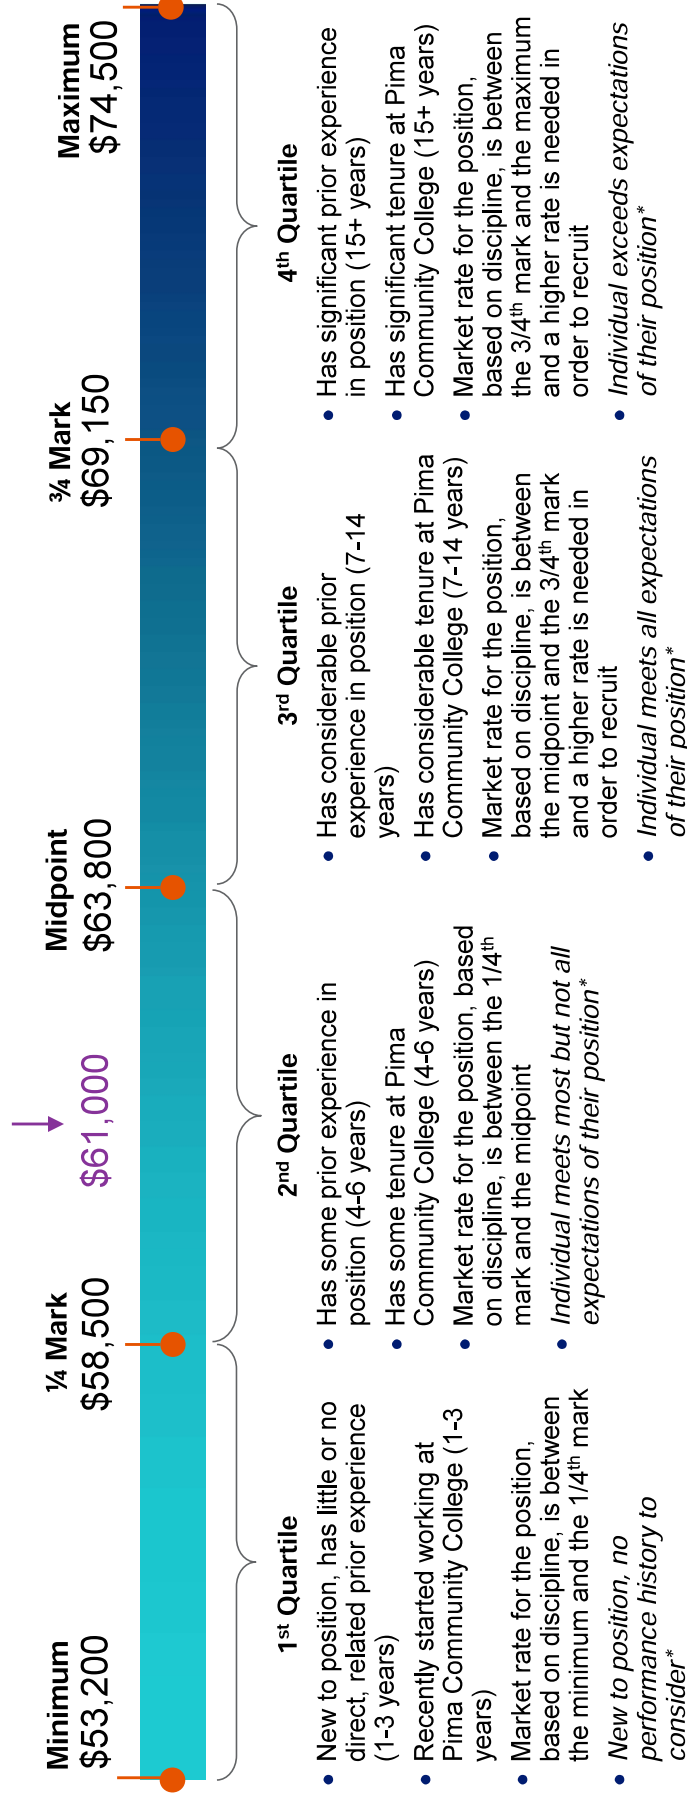 Minimum
$53,200
¼ Mark
$58,500
$61,000
Midpoint
$63,800
¾ Mark
$69,150
Maximum
$74,500
1st Quartile
• New to position, has little or no
direct, related prior experience
(1-3 years)
• Recently started working at
Pima Community College (1-3
years)
• Market rate for the position,
based on discipline, is between
the minimum and the 1/4th mark
• New to position, no
performance history to
consider*
2nd Quartile
• Has some prior experience in
position (4-6 years)
• Has some tenure at Pima
Community College (4-6 years)
• Market rate for the position, based
on discipline, is between the 1/4th
mark and the midpoint
• Individual meets most but not all
expectations of their position*
3rd Quartile
• Has considerable prior
experience in position (7-14
years)
• Has considerable tenure at Pima
Community College (7-14 years)
• Market rate for the position,
based on discipline, is between
the midpoint and the 3/4th mark
and a higher rate is needed in
order to recruit
• Individual meets all expectations
of their position*
4th Quartile
• Has significant prior experience
in position (15+ years)
• Has significant tenure at Pima
Community College (15+ years)
• Market rate for the position,
based on discipline, is between
the 3/4th mark and the maximum
and a higher rate is needed in
order to recruit
• Individual exceeds expectations
of their position*